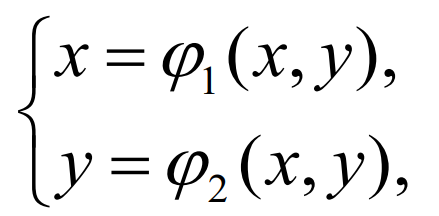 x = φ₁(x, y),
y = φ₂(x, y),